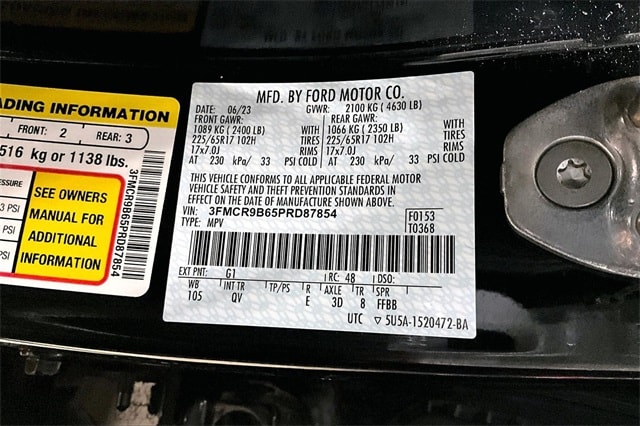 ADING INFORMATION
FRONT: 2 REAR: 3
516 kg or 1138 lbs.
SSURE
3 PSI
PSI
PSI
SEE OWNERS
MANUAL FOR
ADDITIONAL
INFORMATION
3FMCR9B65PRD87854
MFD. BY FORD MOTOR CO.
DATE: 06/23 GVWR: 2100 KG ( 4630 LB)
FRONT GAWR: REAR GAWR:
1089 KG ( 2400 LB) WITH 1066 KG ( 2350 LB) WITH
225/65R17 102H TIRES 225/65R17 102H TIRES
17x7.0J RIMS 17x7.0J RIMS
AT 230 kPa/ 33 PSI COLD AT 230 kPa/ 33 PSI COLD
THIS VEHICLE CONFORMS TO ALL APPLICABLE FEDERAL MOTOR
VEHICLE SAFETY AND THEFT PREVENTION STANDARDS IN
EFFECT ON THE DATE OF MANUFACTURE SHOWN ABOVE.
VIN: 3FMCR9B65PRD87854 F0153
TYPE: MPV T0368
EXT PNT: G1 RC: 48 DSO:
WB INT TR TP/PS R AXLE TR SPR
105 QV E 3D 8 FFBB
UTC ▽ 5U5A-1520472-BA